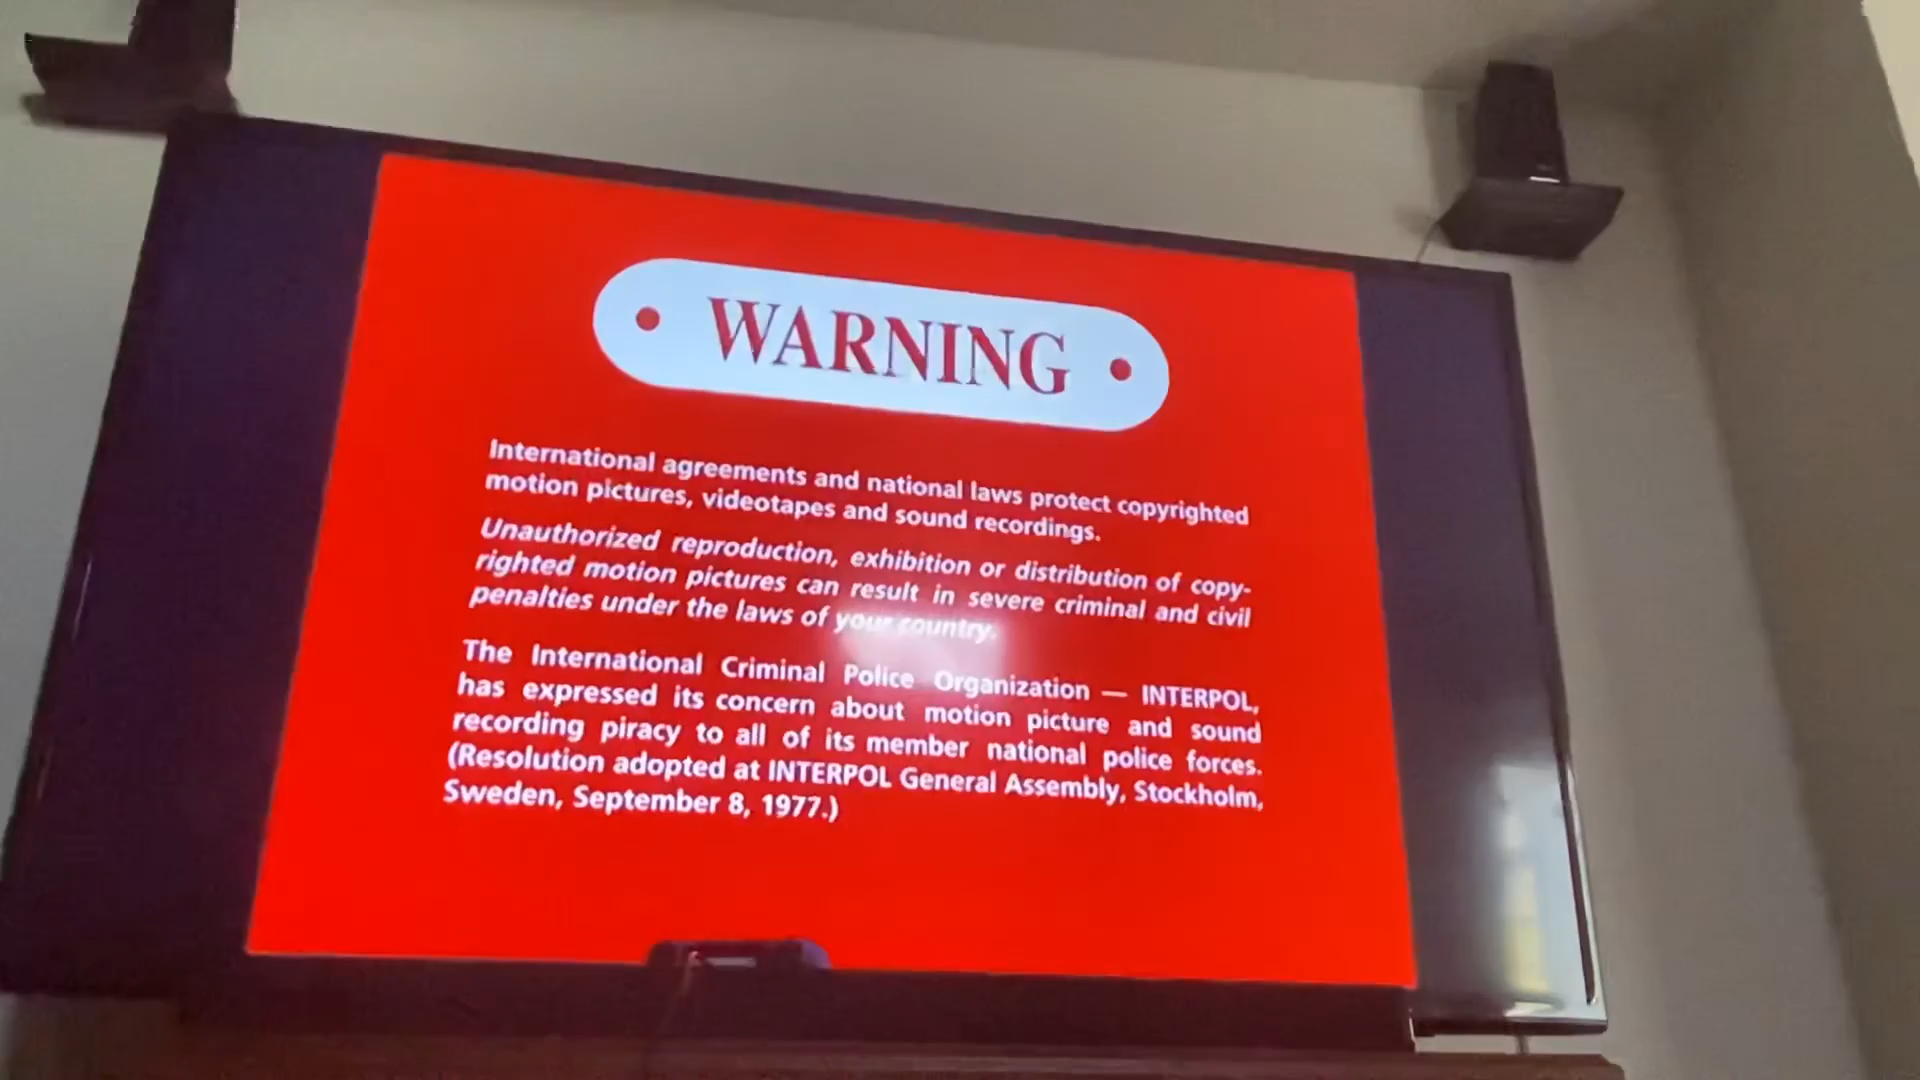 WARNING
International agreements and national laws protect copyrighted
motion pictures, videotapes and sound recordings.
Unauthorized reproduction, exhibition or distribution of copy-
righted motion pictures can result in severe criminal and civil
penalties under the laws of your country.
The International Criminal Police Organization — INTERPOL,
has expressed its concern about motion picture and sound
recording piracy to all of its member national police forces.
(Resolution adopted at INTERPOL General Assembly, Stockholm,
Sweden, September 8, 1977.)